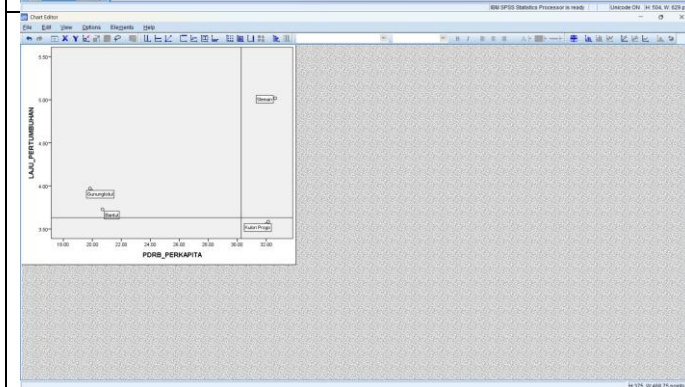 IBM SPSS Statistics Processor is ready Unicode:ON H: 504, W: 629 p
Chart Editor
File Edit View Options Elements Help
5.50
5.00
4.50
4.00
3.50
LAJU_PERTUMBUHAN
Sleman
Gunungkidul
Bantul
Kulon Progo
18.00 20.00 22.00 24.00 26.00 28.00 30.00 32.00
PDRB_PERKAPITA